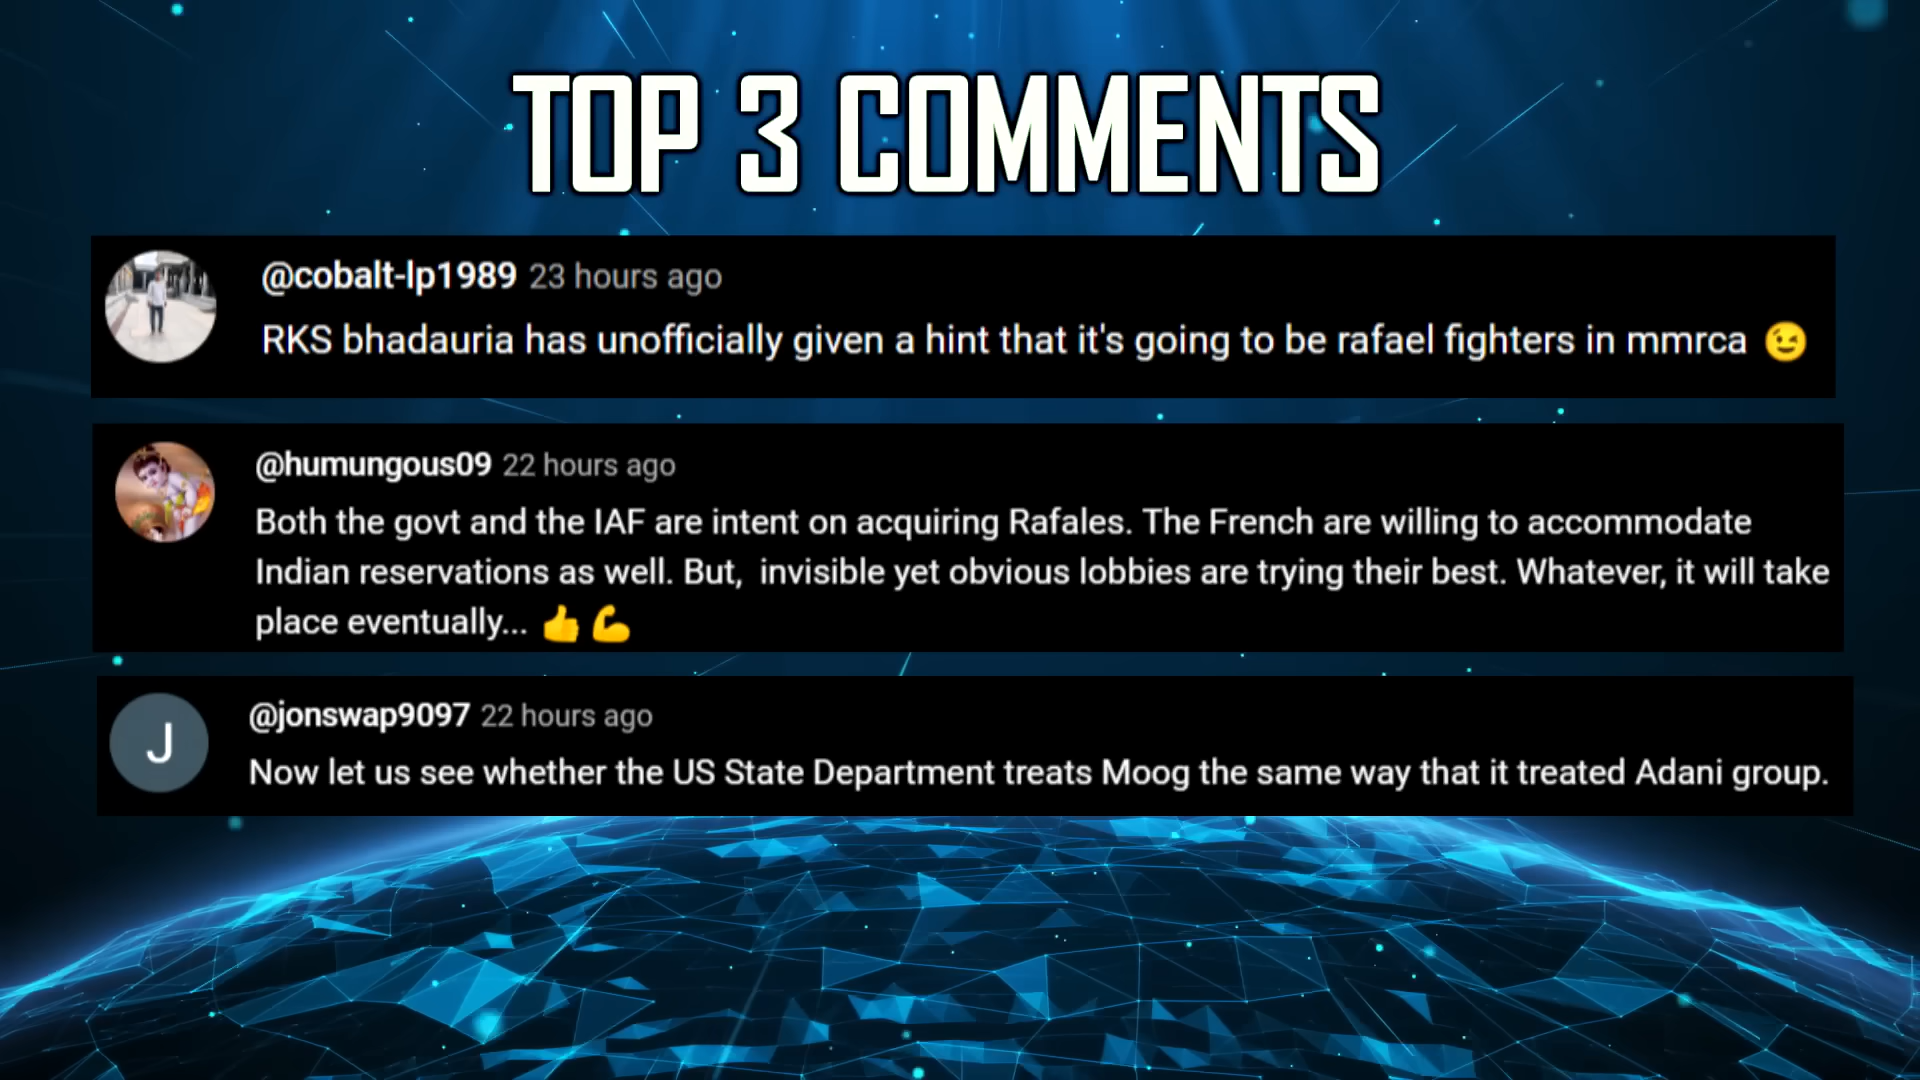 TOP 3 COMMENTS
@cobalt-lp1989 23 hours ago
RKS bhadauria has unofficially given a hint that it's going to be rafael fighters in mmrca 😉
@humungous09 22 hours ago
Both the govt and the IAF are intent on acquiring Rafales. The French are willing to accommodate
Indian reservations as well. But,  invisible yet obvious lobbies are trying their best. Whatever, it will take
place eventually... 👍💪
J
@jonswap9097 22 hours ago
Now let us see whether the US State Department treats Moog the same way that it treated Adani group.